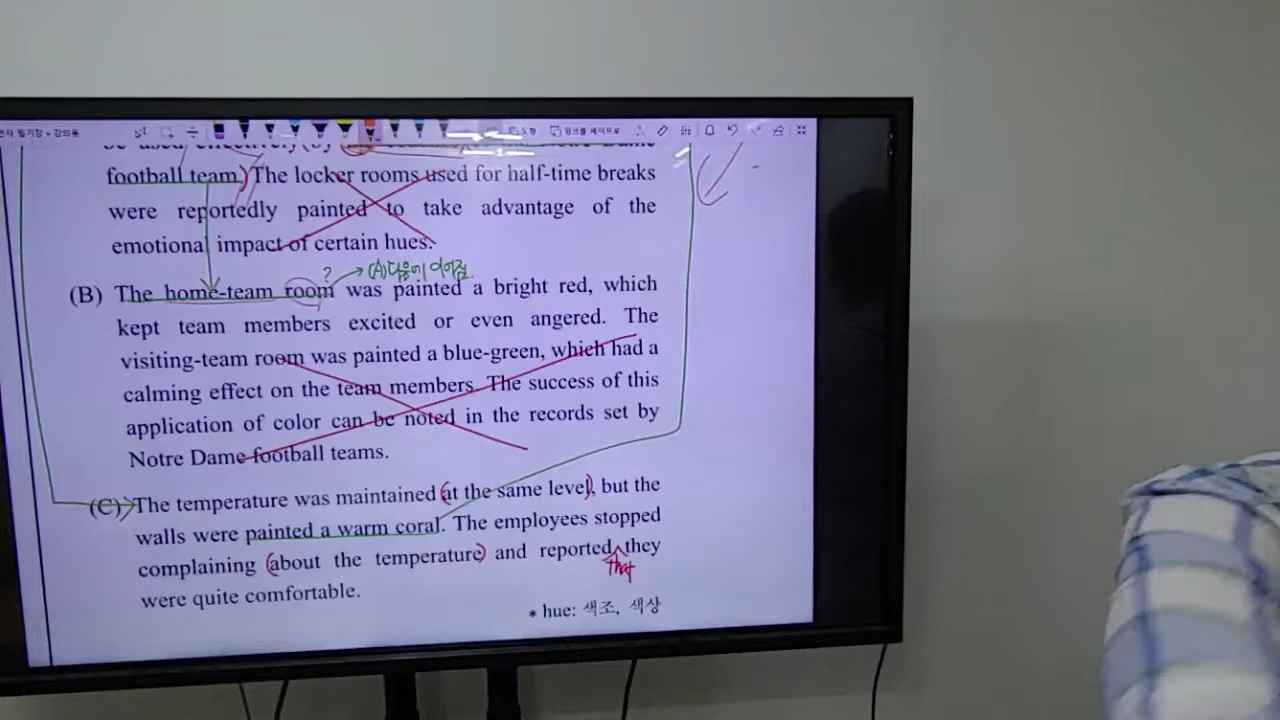 football team. The locker rooms used for half-time breaks
were reportedly painted to take advantage of the
emotional impact of certain hues.
? → (A)다음에 이어짐.
(B) The home-team room was painted a bright red, which
kept team members excited or even angered. The
visiting-team room was painted a blue-green, which had a
calming effect on the team members. The success of this
application of color can be noted in the records set by
Notre Dame football teams.
(C) The temperature was maintained (at the same level), but the
walls were painted a warm coral. The employees stopped
complaining (about the temperature) and reported they
that
were quite comfortable.
* hue: 색조, 색상